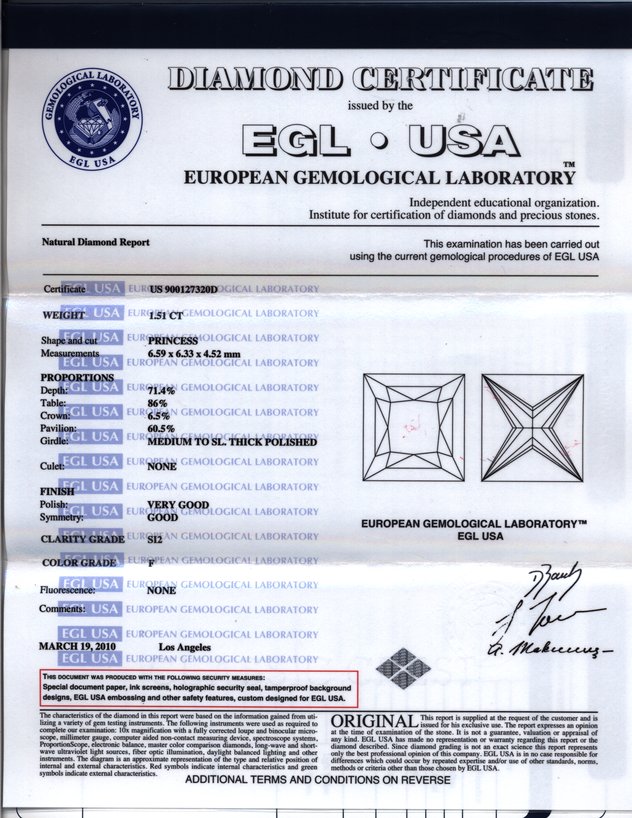 GEMOLOGICAL LABORATORY
EGL USA
DIAMOND CERTIFICATE
issued by the
EGL • USA
EUROPEAN GEMOLOGICAL LABORATORY™
Independent educational organization.
Institute for certification of diamonds and precious stones.
Natural Diamond Report
This examination has been carried out
using the current gemological procedures of EGL USA
Certificate US 900127320D
WEIGHT 1.51 CT
Shape and cut PRINCESS
Measurements 6.59 x 6.33 x 4.52 mm
PROPORTIONS
Depth: 71.4%
Table: 86%
Crown: 6.5%
Pavilion: 60.5%
Girdle: MEDIUM TO SL. THICK POLISHED
Culet: NONE
FINISH
Polish: VERY GOOD
Symmetry: GOOD
CLARITY GRADE SI2
COLOR GRADE F
Fluorescence: NONE
Comments:
EGL USA EUROPEAN GEMOLOGICAL LABORATORY
MARCH 19, 2010 Los Angeles
EUROPEAN GEMOLOGICAL LABORATORY™
EGL USA
THIS DOCUMENT WAS PRODUCED WITH THE FOLLOWING SECURITY MEASURES:
Special document paper, ink screens, holographic security seal, tamperproof background
designs, EGL USA embossing and other safety features, custom designed for EGL USA.
The characteristics of the diamond in this report were based on the information gained from uti-
lizing a variety of gem testing instruments. The following instruments were used as required to
complete our examination: 10x magnification with a fully corrected loupe and binocular micro-
scope, millimeter gauge, computer aided non-contact measuring device, spectroscope systems,
ProportionScope, electronic balance, master color comparison diamonds, long-wave and short-
wave ultraviolet light sources, fiber optic illumination, daylight balanced lighting and other
instruments. The diagram is an approximate representation of the type and relative position of
internal and external characteristics. Red symbols indicate internal characteristics and green
symbols indicate external characteristics.
ORIGINAL This report is supplied at the request of the customer and is
issued for his exclusive use. The report expresses an opinion
at the time of examination of the stone. It is not a guarantee, valuation or appraisal of
any kind. EGL USA has made no representation or warranty regarding this report or the
diamond described. Since diamond grading is not an exact science this report represents
only the best professional opinion of this company. EGL USA is in no case responsible for
differences which could occur by repeated expertise and/or use of other standards, norms,
methods or criteria other than those chosen by EGL USA.
ADDITIONAL TERMS AND CONDITIONS ON REVERSE